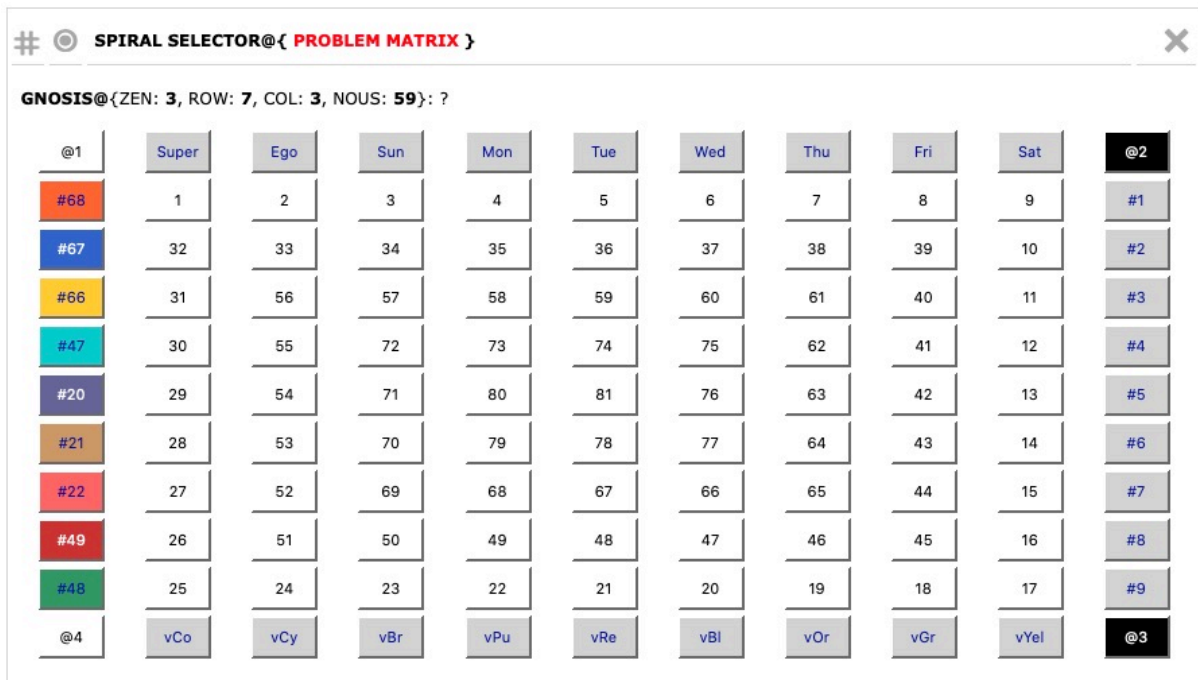 SPIRAL SELECTOR@{ PROBLEM MATRIX }
GNOSIS@{ZEN: 3, ROW: 7, COL: 3, NOUS: 59}: ?
@1 Super Ego Sun Mon Tue Wed Thu Fri Sat @2
#68 1 2 3 4 5 6 7 8 9 #1
#67 32 33 34 35 36 37 38 39 10 #2
#66 31 56 57 58 59 60 61 40 11 #3
#47 30 55 72 73 74 75 62 41 12 #4
#20 29 54 71 80 81 76 63 42 13 #5
#21 28 53 70 79 78 77 64 43 14 #6
#22 27 52 69 68 67 66 65 44 15 #7
#49 26 51 50 49 48 47 46 45 16 #8
#48 25 24 23 22 21 20 19 18 17 #9
@4 vCo vCy vBr vPu vRe vBl vOr vGr vYel @3